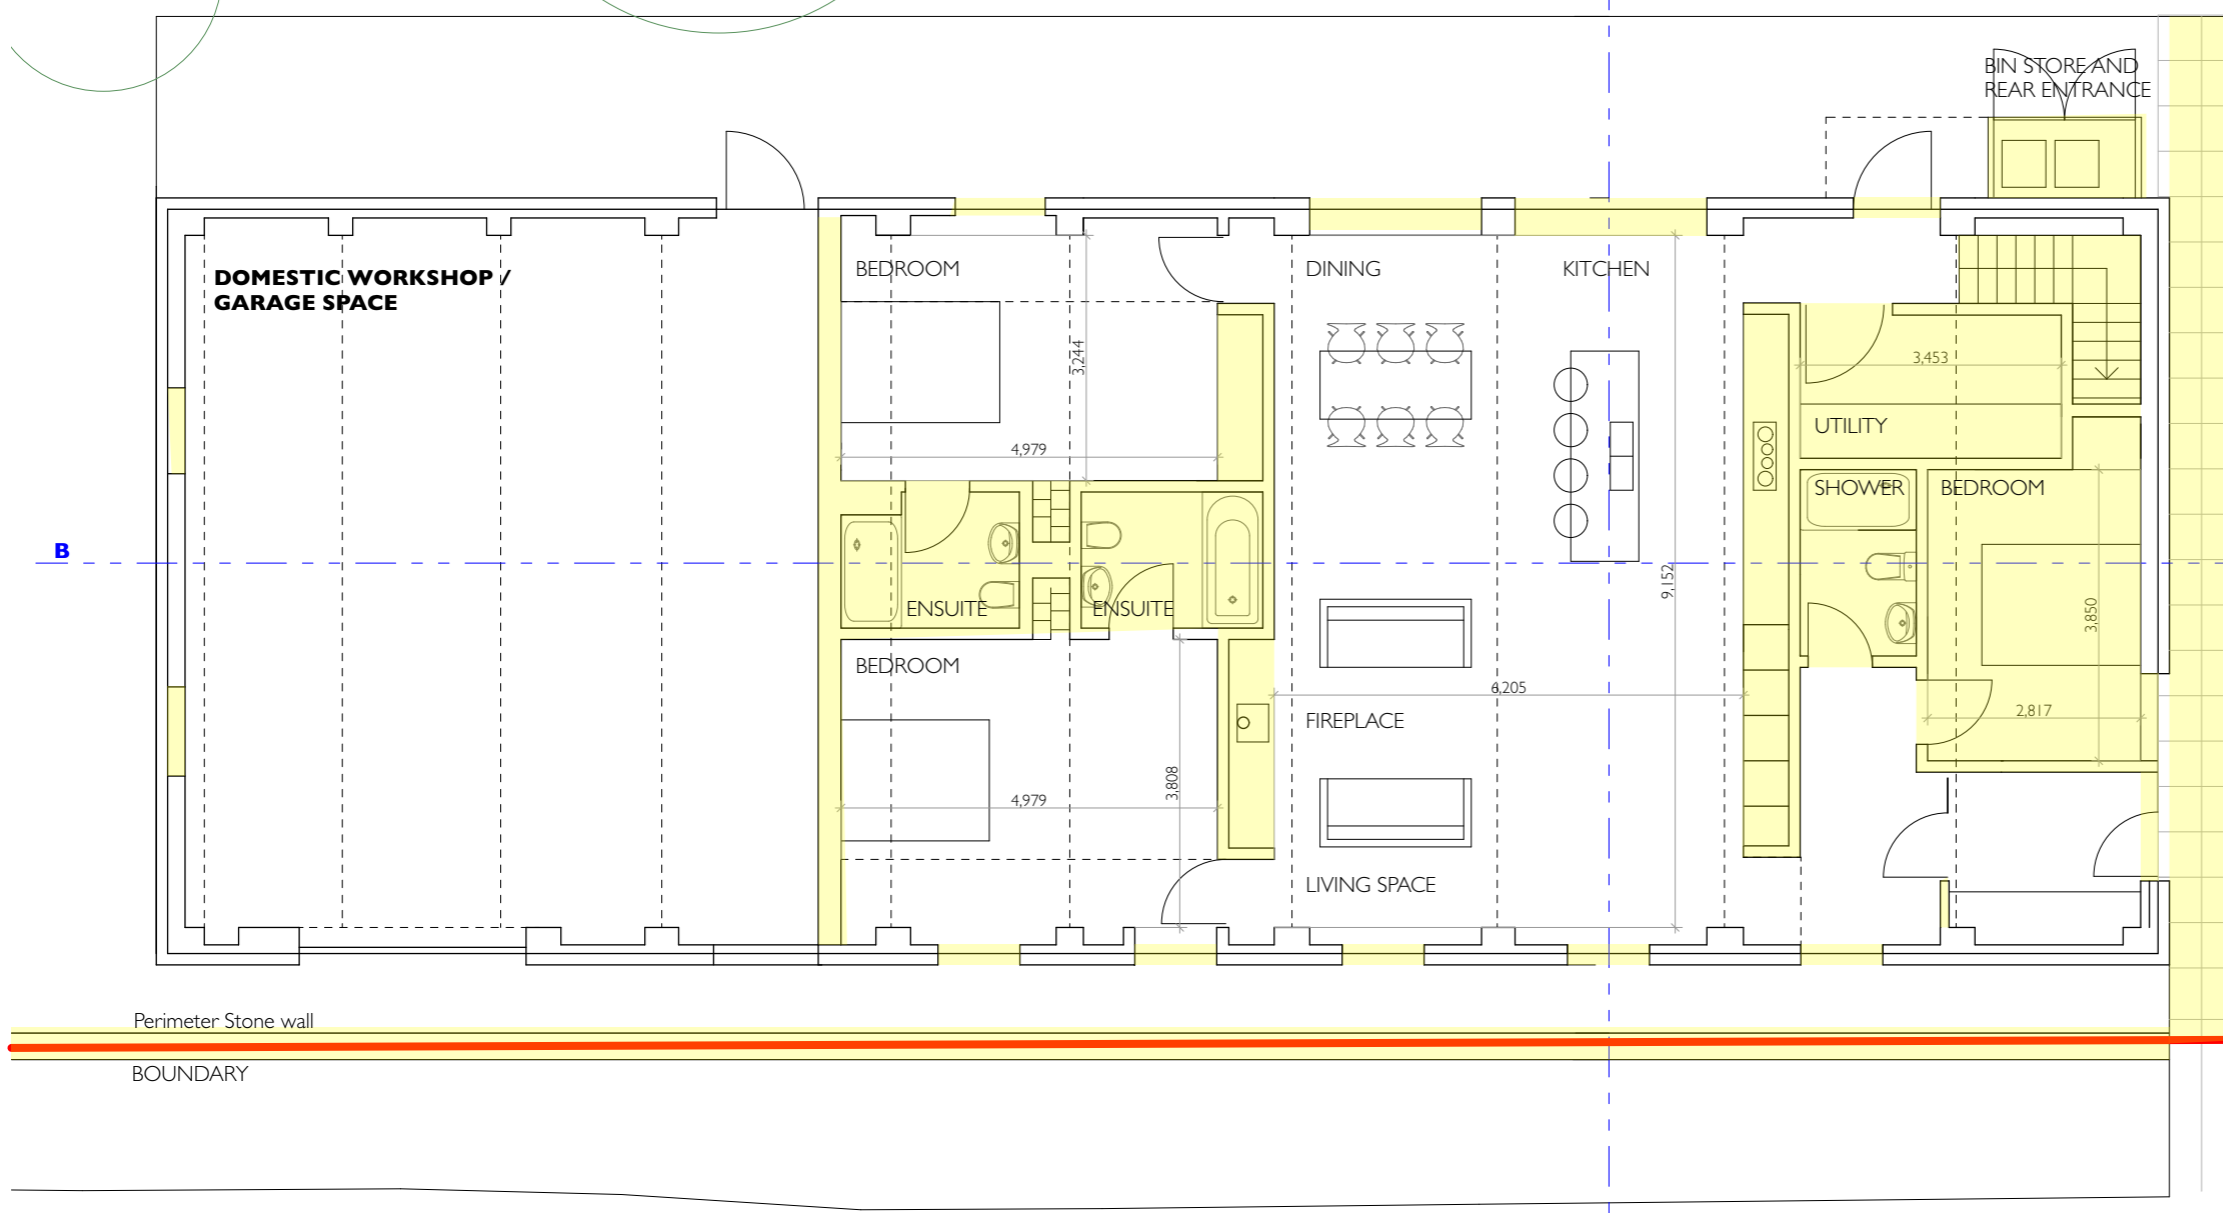 BIN STORE AND
REAR ENTRANCE
DOMESTIC WORKSHOP /
GARAGE SPACE
BEDROOM
DINING
KITCHEN
3,244
3,453
4,979
UTILITY
SHOWER
BEDROOM
B
ENSUITE
ENSUITE
9,152
3,850
BEDROOM
6,205
FIREPLACE
2,817
3,808
4,979
LIVING SPACE
Perimeter Stone wall
BOUNDARY